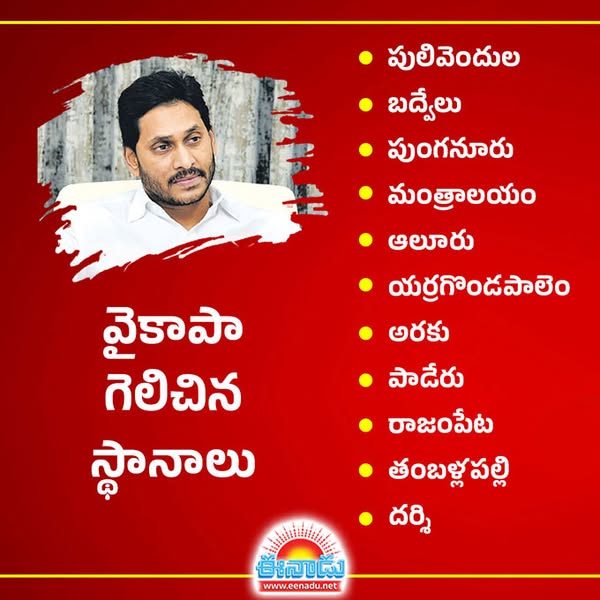 వైకాపా
గెలిచిన
స్థానాలు
పులివెందుల
బద్వేలు
పుంగనూరు
మంత్రాలయం
ఆలూరు
యర్రగొండపాలెం
అరకు
పాడేరు
రాజంపేట
తంబళ్లపల్లి
దర్శి
ఈనాడు
www.eenadu.net